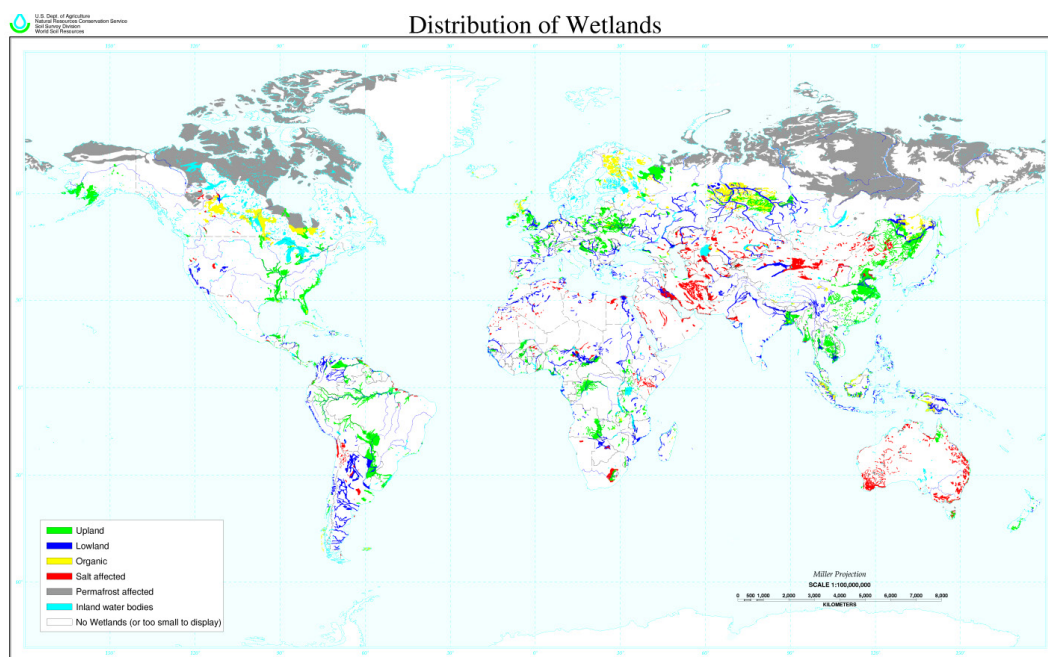 U.S. Dept. of Agriculture
Natural Resources Conservation Service
Soil Survey Division
World Soil Resources
Distribution of Wetlands
Upland
Lowland
Organic
Salt affected
Permafrost affected
Inland water bodies
No Wetlands (or too small to display)
Miller Projection
SCALE 1:100,000,000
0 500 1,000 2,000 3,000 4,000 5,000 6,000 7,000 8,000
KILOMETERS